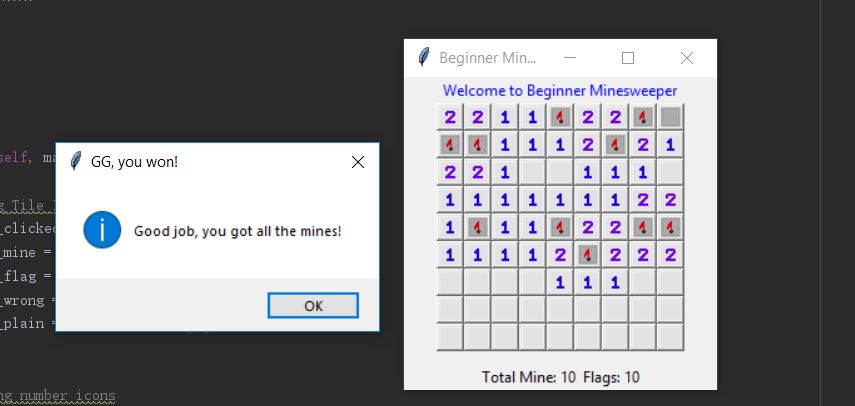 Beginner Min...
Welcome to Beginner Minesweeper
2 2 1 1 2 2
1 1 1 2 2 1
2 2 1 1 1 1
1 1 1 1 1 1 1 2 2
1 1 1 2 2
1 1 1 1 2 2 2 2
1 1 1
Total Mine: 10 Flags: 10
GG, you won!
Good job, you got all the mines!
OK
self, ma
g Tile
_clicked
_mine =
_flag =
_wrong =
_plain =
ng number icons